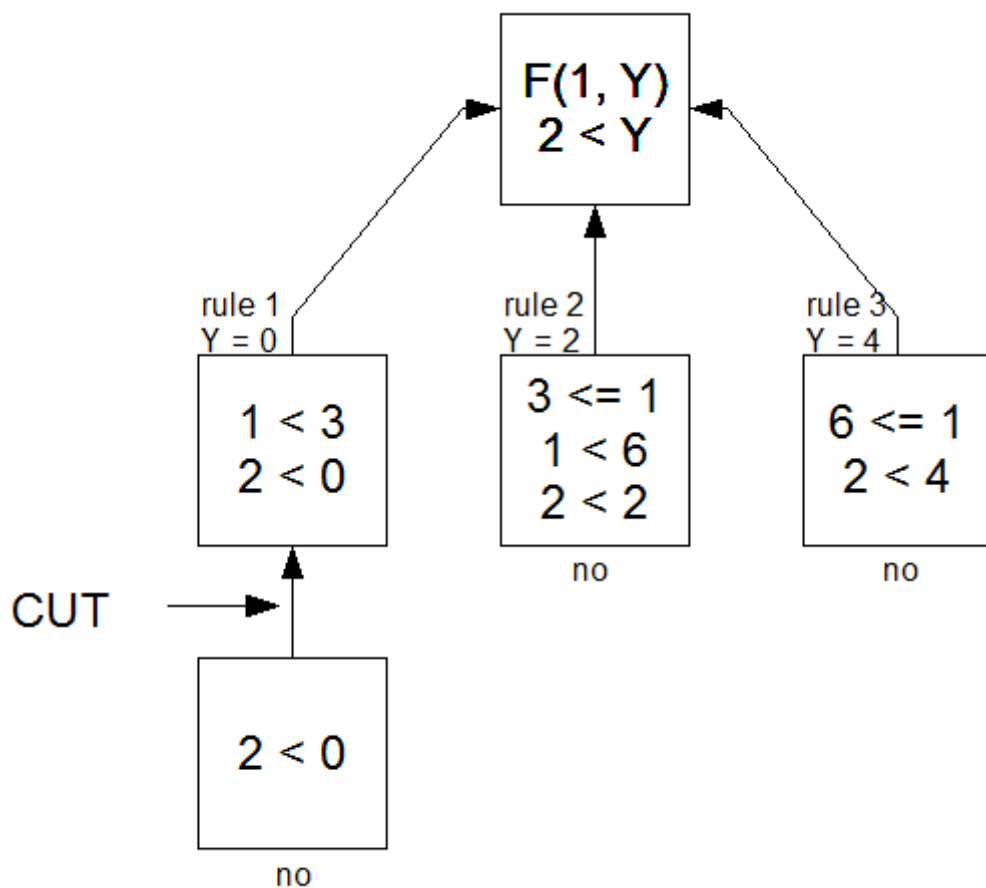 F(1, Y)
2 < Y
rule 1
Y = 0
rule 2
Y = 2
rule 3
Y = 4
1 < 3
2 < 0
3 <= 1
1 < 6
2 < 2
6 <= 1
2 < 4
no
no
CUT
2 < 0
no